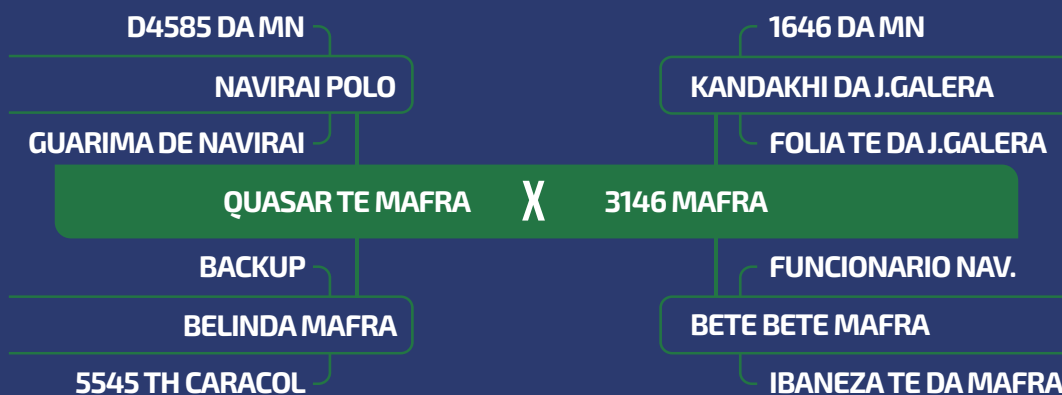 D4585 DA MN
1646 DA MN
NAVIRAI POLO
KANDAKHI DA J.GALERA
GUARIMA DE NAVIRAI
FOLIA TE DA J.GALERA
QUASAR TE MAFRA X 3146 MAFRA
BACKUP
FUNCIONARIO NAV.
BELINDA MAFRA
BETE BETE MAFRA
5545 TH CARACOL
IBANEZA TE DA MAFRA